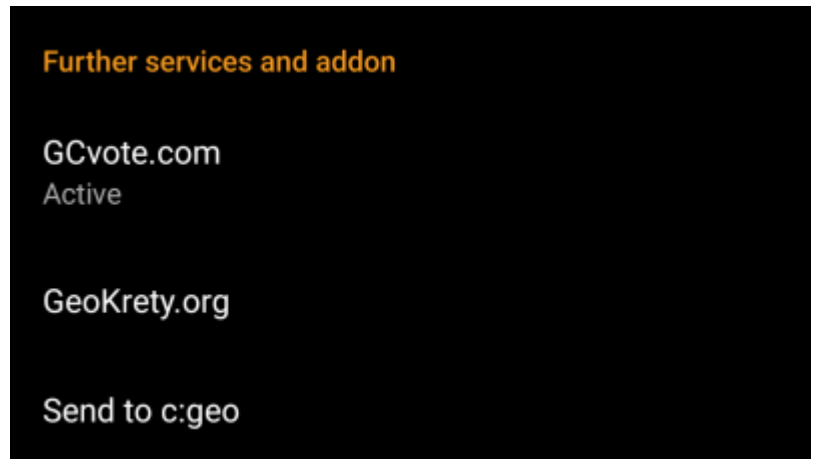 Further services and addon
GCvote.com
Active
GeoKrety.org
Send to c:geo